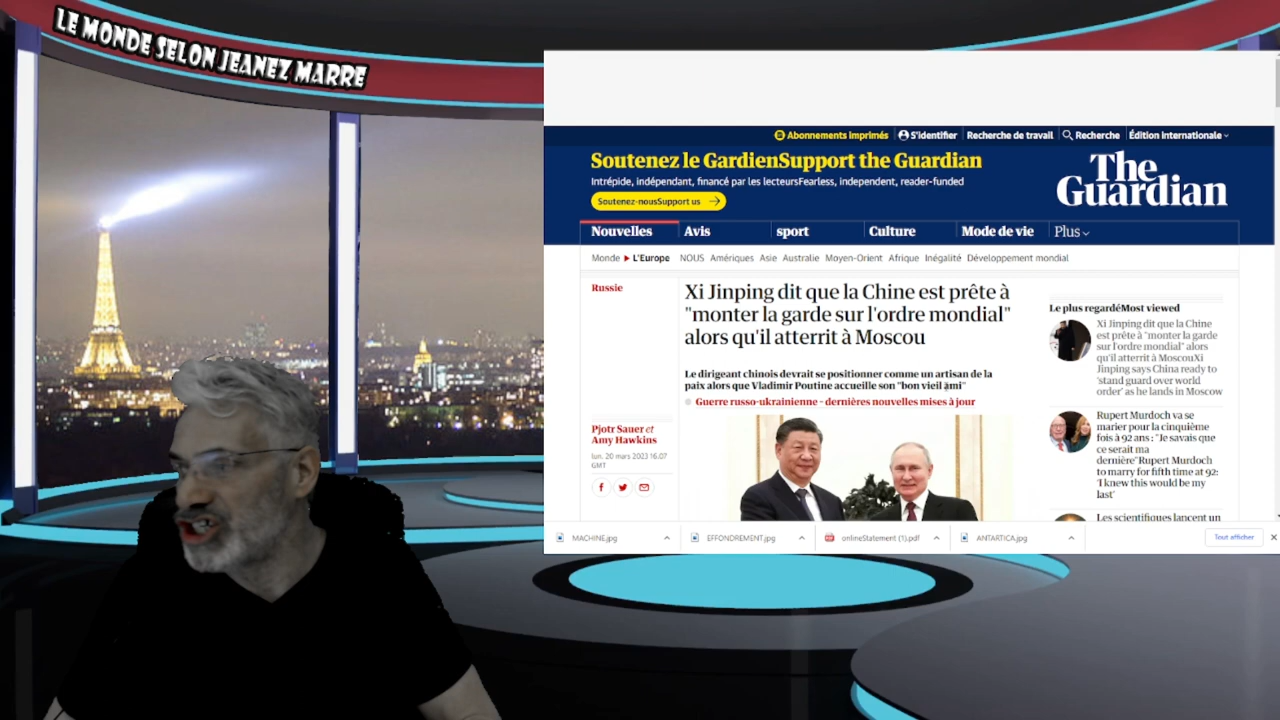 LE MONDE SELON JEANEZ MARRE
Abonnements imprimés
S'identifier
Recherche de travail
Recherche
Édition internationale
Soutenez le GardienSupport the Guardian
Intrépide, indépendant, financé par les lecteursFearless, independent, reader-funded
Soutenez-nousSupport us
The
Guardian
Nouvelles
Avis
sport
Culture
Mode de vie
Plus
Monde
L'Europe
NOUS
Amériques
Asie
Australie
Moyen-Orient
Afrique
Inégalité
Développement mondial
Russie
Xi Jinping dit que la Chine est prête à
"monter la garde sur l'ordre mondial"
alors qu'il atterrit à Moscou
Le dirigeant chinois devrait se positionner comme un artisan de la
paix alors que Vladimir Poutine accueille son "bon vieil ami"
Guerre russo-ukrainienne - dernières nouvelles mises à jour
Pjotr Sauer et
Amy Hawkins
lun. 20 mars 2023 16.07
GMT
Le plus regardéMost viewed
Xi Jinping dit que la Chine
est prête à "monter la garde
sur l'ordre mondial" alors
qu'il atterrit à MoscouXi
Jinping says China ready to
'stand guard over world
order' as he lands in Moscow
Rupert Murdoch va se
marier pour la cinquième
fois à 92 ans : "Je savais que
ce serait ma
dernière"Rupert Murdoch
to marry for fifth time at 92:
'I knew this would be my
last'
Les scientifiques lancent un
MACHINE.jpg
EFFONDREMENT.jpg
onlineStatement (1).pdf
ANTARTICA.jpg
Tout afficher